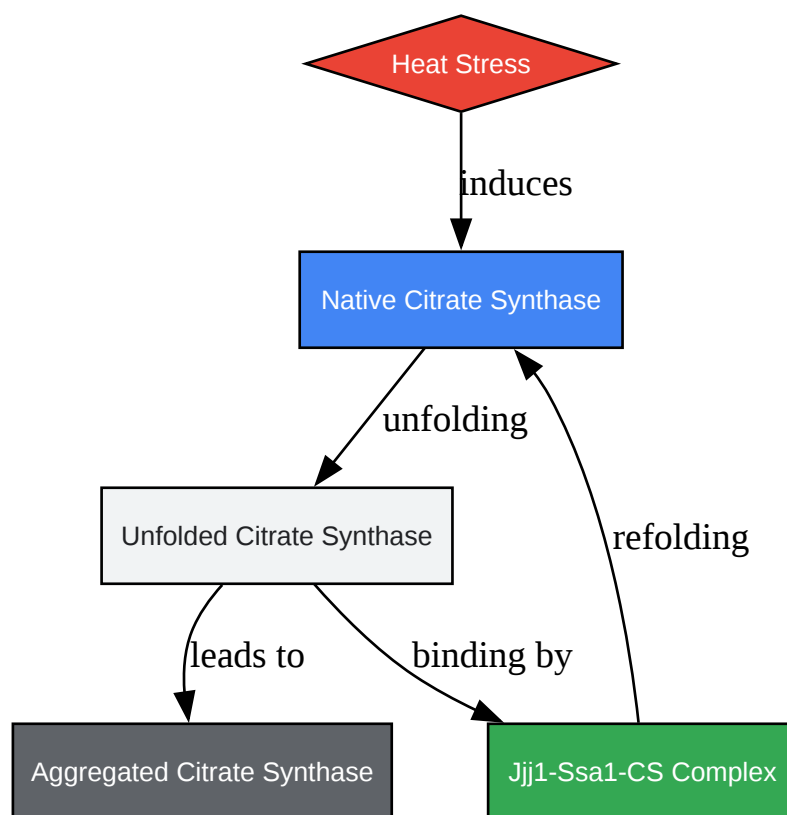 Heat Stress
induces
Native Citrate Synthase
unfolding
Unfolded Citrate Synthase
refolding
leads to
binding by
Aggregated Citrate Synthase
Jjj1-Ssa1-CS Complex